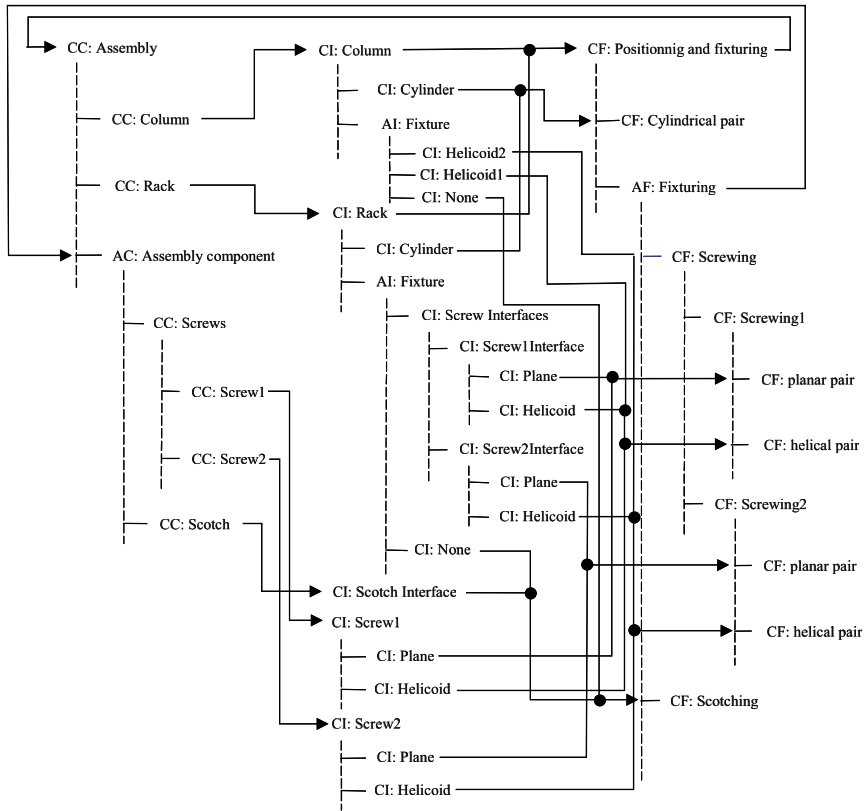 CC: Assembly
CC: Column
CC: Rack
AC: Assembly component
CC: Screws
CC: Screw1
CC: Screw2
CC: Scotch
CI: Column
CI: Cylinder
AI: Fixture
CI: Helicoid2
CI: Helicoid1
CI: None
CI: Rack
CI: Cylinder
AI: Fixture
CI: Screw Interfaces
CI: Screw1Interface
CI: Plane
CI: Helicoid
CI: Screw2Interface
CI: Plane
CI: Helicoid
CI: None
CI: Scotch Interface
CI: Screw1
CI: Plane
CI: Helicoid
CI: Screw2
CI: Plane
CI: Helicoid
CF: Positionnig and fixturing
CF: Cylindrical pair
AF: Fixturing
CF: Screwing
CF: Screwing1
CF: planar pair
CF: helical pair
CF: Screwing2
CF: planar pair
CF: helical pair
CF: Scotching